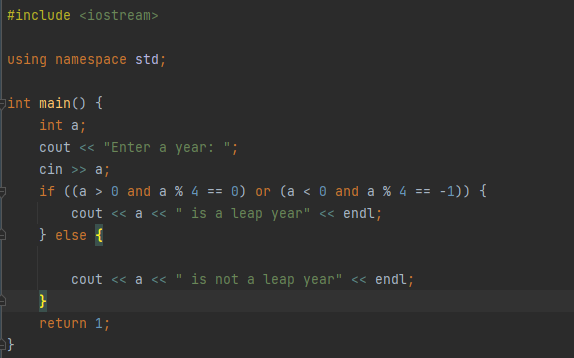 #include <iostream>
using namespace std;
int main() {
int a;
cout << "Enter a year: ";
cin >> a;
if ((a > 0 and a % 4 == 0) or (a < 0 and a % 4 == -1)) {
cout << a << " is a leap year" << endl;
} else {
cout << a << " is not a leap year" << endl;
}
return 1;
}